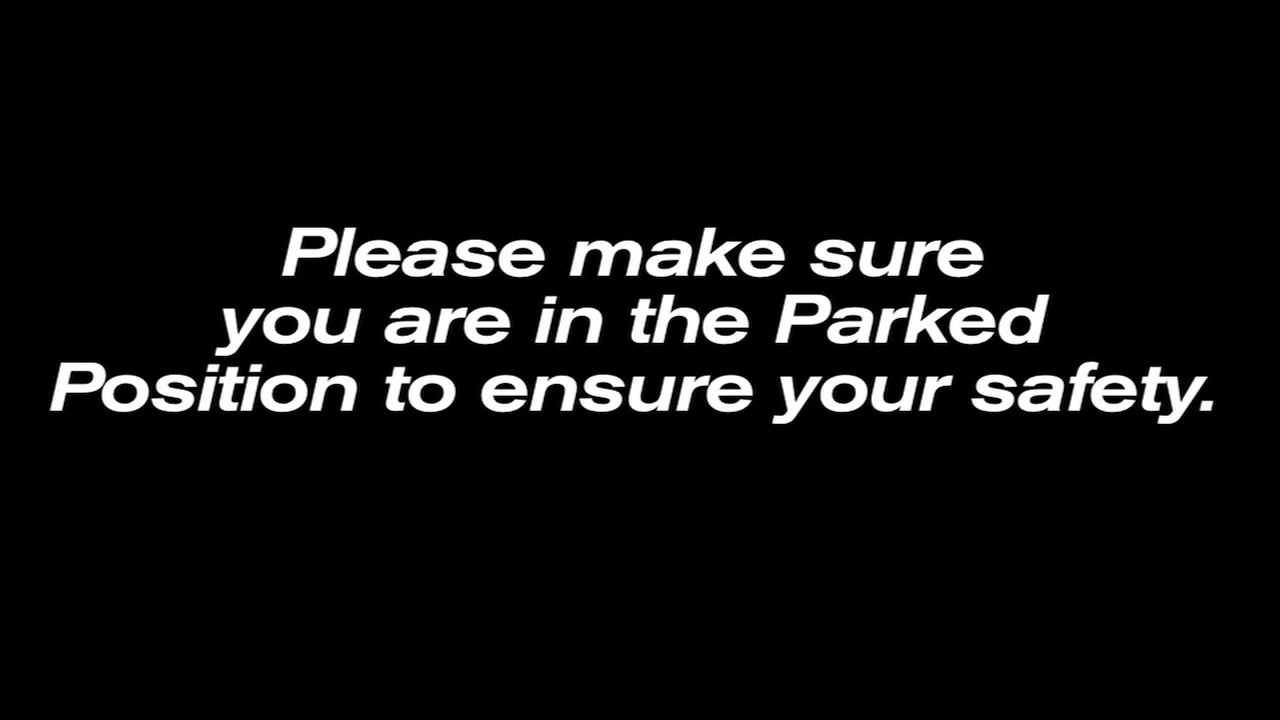 Please make sure
you are in the Parked
Position to ensure your safety.